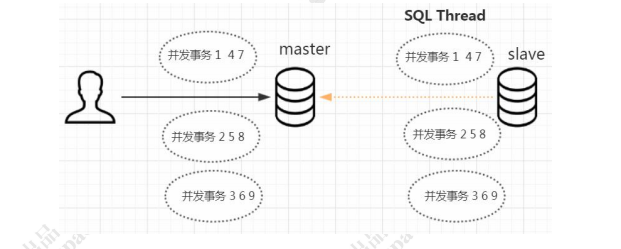 SQL Thread
并发事务 1 4 7
master
并发事务 1 4 7
slave
并发事务 2 5 8
并发事务 2 5 8
并发事务 3 6 9
并发事务 3 6 9